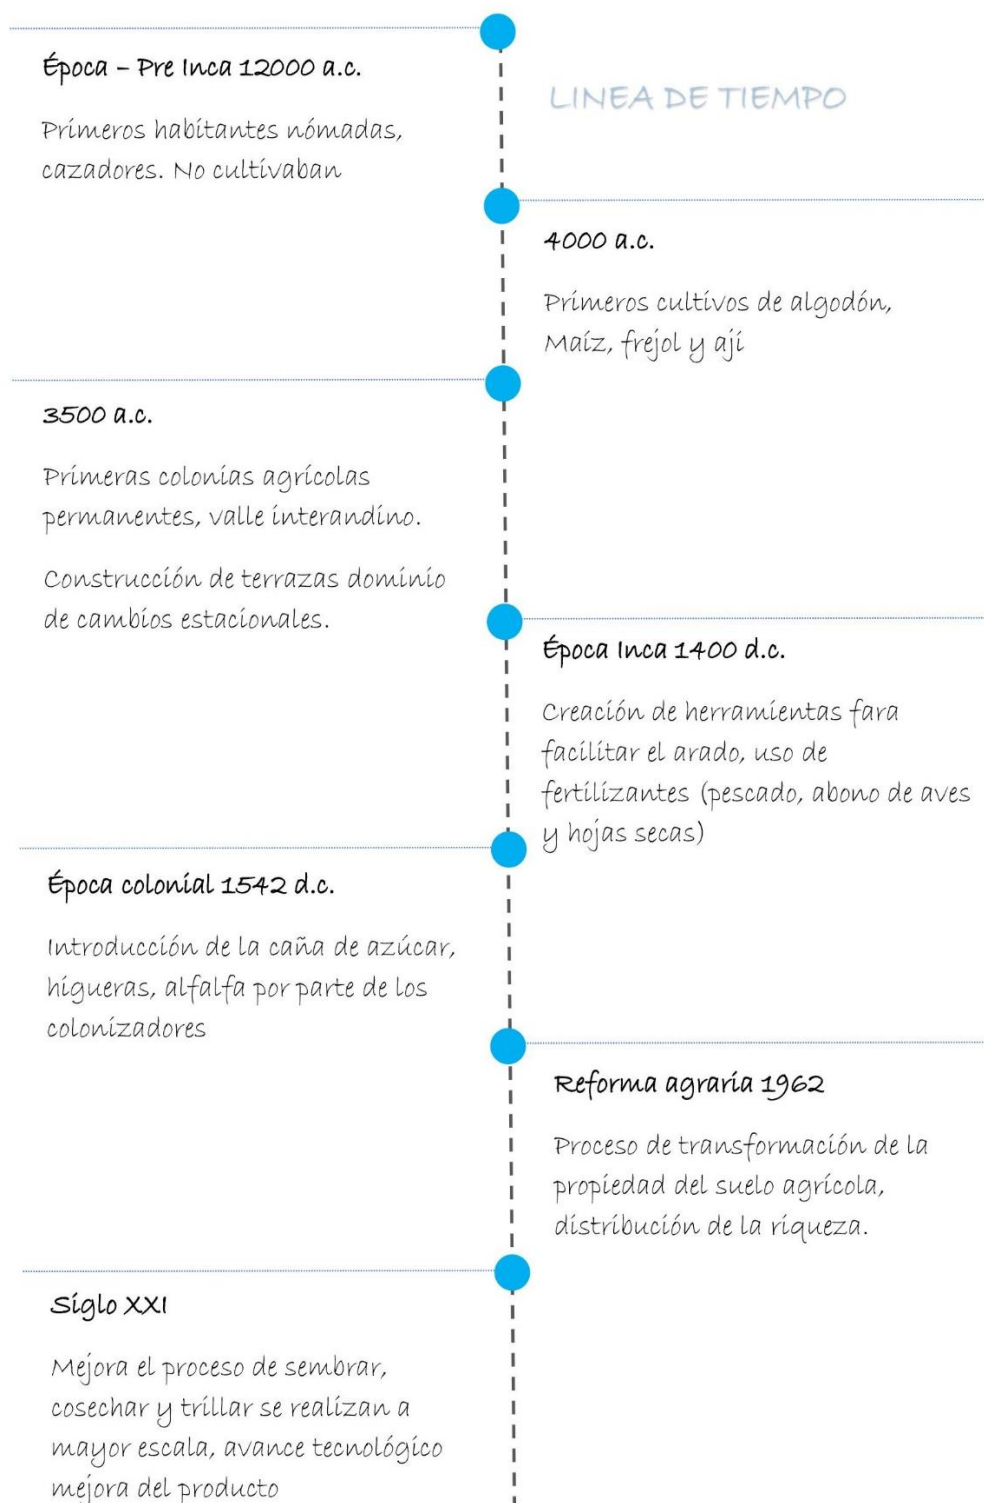 Época – Pre Inca 12000 a.c.
LINEA DE TIEMPO
Primeros habitantes nómadas,
cazadores. No cultivaban
4000 a.c.
Primeros cultivos de algodón,
Maíz, frejol y ají
3500 a.c.
Primeras colonias agrícolas
permanentes, valle interandino.
Construcción de terrazas dominio
de cambios estacionales.
Época Inca 1400 d.c.
Creación de herramientas fara
facilitar el arado, uso de
fertilizantes (pescado, abono de aves
y hojas secas)
Época colonial 1542 d.c.
Introducción de la caña de azúcar,
higueras, alfalfa por parte de los
colonizadores
Reforma agraria 1962
Proceso de transformación de la
propiedad del suelo agrícola,
distribución de la riqueza.
Siglo XXI
Mejora el proceso de sembrar,
cosechar y trillar se realizan a
mayor escala, avance tecnológico
mejora del producto